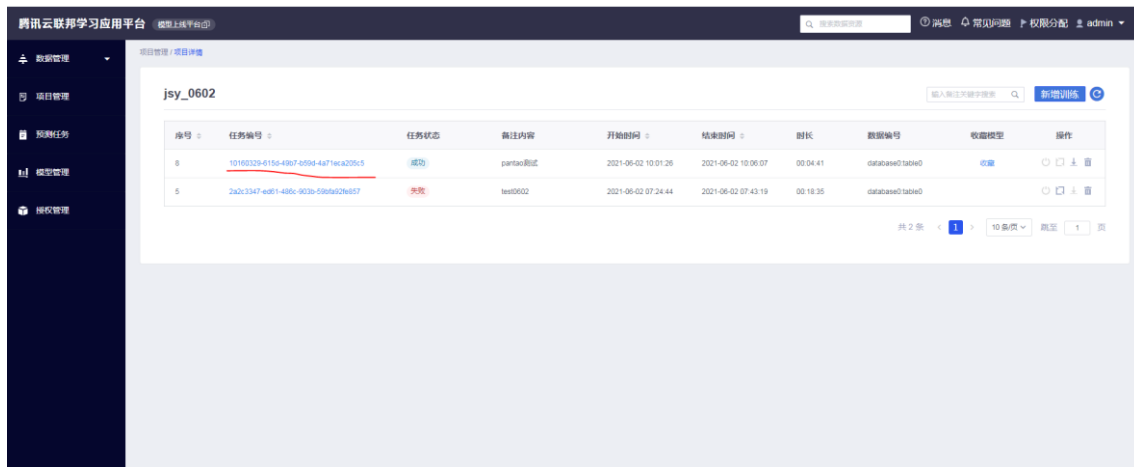 腾讯云联邦学习应用平台 模型上线平台 搜索数据资源 消息 常见问题 权限分配 admin
数据管理
项目管理
预测任务
模型管理
授权管理
项目管理 / 项目详情
jsy_0602 输入备注关键字搜索 新增训练
序号 任务编号 任务状态 备注内容 开始时间 结束时间 时长 数据编号 收藏模型 操作
6 10160329-615d-49b7-b59d-4a71eca205c5 成功 pantao测试 2021-06-02 10:01:26 2021-06-02 10:06:07 00:04:41 database0:table0 收藏
5 2a2c3347-ed61-486c-903b-59bfa92fe857 失败 test0602 2021-06-02 07:24:44 2021-06-02 07:43:19 00:18:35 database0:table0
共 2 条 < 1 > 10 条/页 跳至 1 页